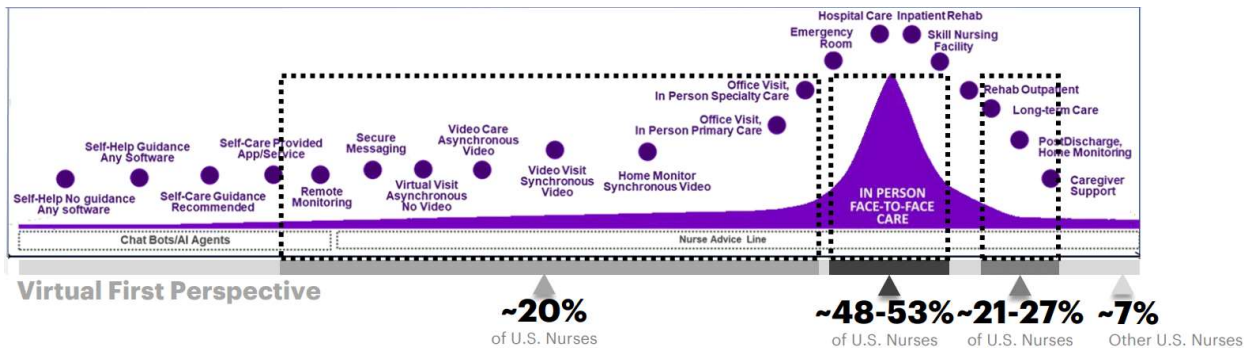 Hospital Care
Inpatient Rehab
Emergency
Room
Skill Nursing
Facility
Office Visit,
In Person Specialty Care
Rehab Outpatient
Long-term Care
Office Visit,
In Person Primary Care
Self-Help Guidance
Any Software
Self-Care Provided
App/Service
Secure
Messaging
Video Care
Asynchronous
Video
PostDischarge,
Home Monitoring
Self-Help No guidance
Any software
Self-Care Guidance
Recommended
Remote
Monitoring
Virtual Visit
Asynchronous
No Video
Video Visit
Synchronous
Video
Home Monitor
Synchronous Video
Caregiver
Support
IN PERSON
FACE-TO-FACE
CARE
Chat Bots/AI Agents
Nurse Advice Line
Virtual First Perspective
~20%
of U.S. Nurses
~48-53%
of U.S. Nurses
~21-27%
of U.S. Nurses
~7%
Other U.S. Nurses